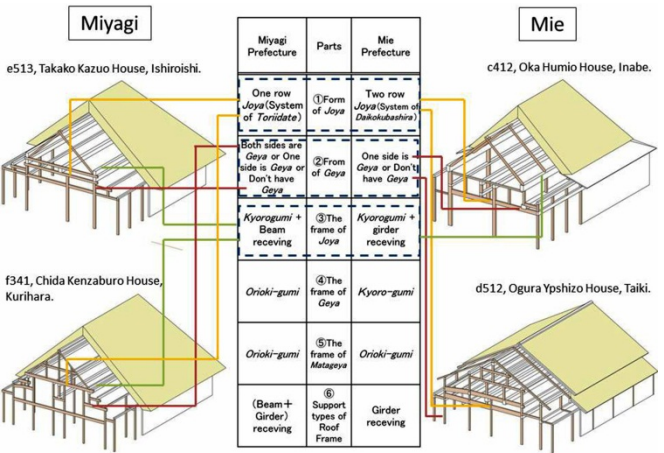 Miyagi
Mie
e513, Takako Kazuo House, Ishiroishi.
c412, Oka Humio House, Inabe.
f341, Chida Kenzaburo House,
Kurihara.
d512, Ogura Ypshizo House, Taiki.
Miyagi
Prefecture
Parts
Mie
Prefecture
One row
Joya(System
of Toriidate)
①Form
of Joya
Two row
Joya(System of
Daikokubashira)
Both sides are
Geya or One
side is Geya or
Don't have
Geya
②From
of Geya
One side is
Geya or Don't
have Geya
Kyorogumi +
Beam
receving
③The
frame of
Joya
Kyorogumi +
girder
receiving
Orioki-gumi
④The
frame of
Geya
Kyoro-gumi
Orioki-gumi
⑤The
frame of
Matageya
Orioki-gumi
(Beam+
Girder)
receving
⑥
Support
types of
Roof
Frame
Girder
receving